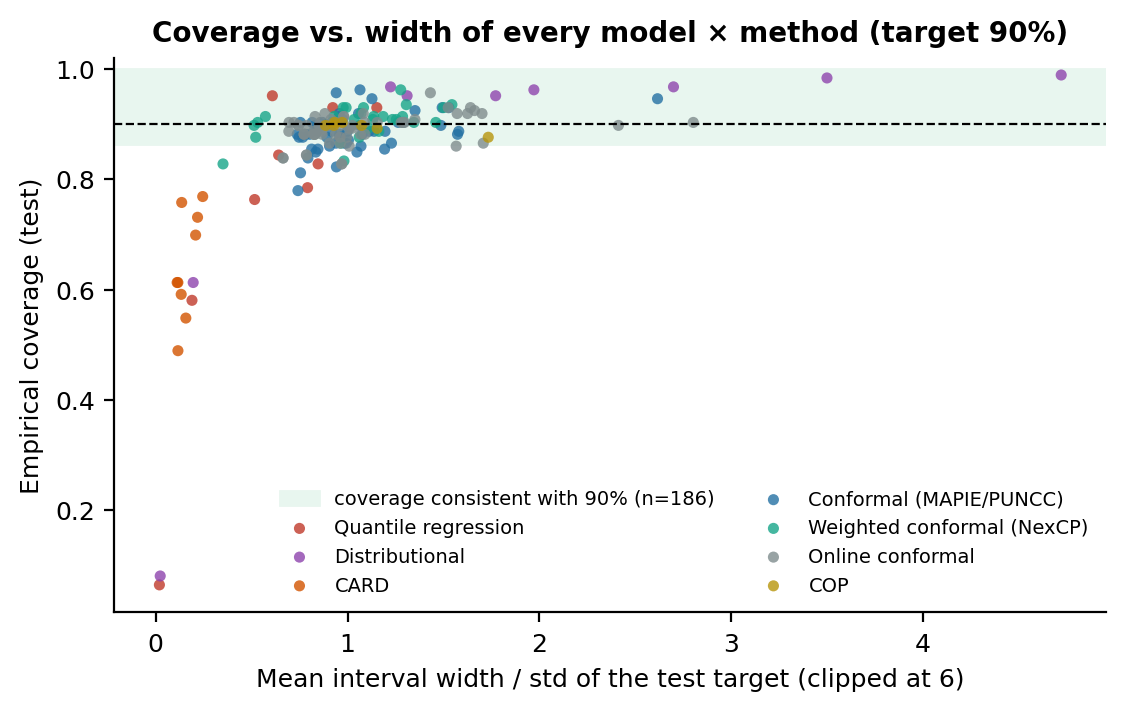 Coverage vs. width of every model × method (target 90%)
1.0
0.8
0.6
0.4
0.2
Empirical coverage (test)
coverage consistent with 90% (n=186)
Quantile regression
Distributional
CARD
Conformal (MAPIE/PUNCC)
Weighted conformal (NexCP)
Online conformal
COP
0 1 2 3 4
Mean interval width / std of the test target (clipped at 6)